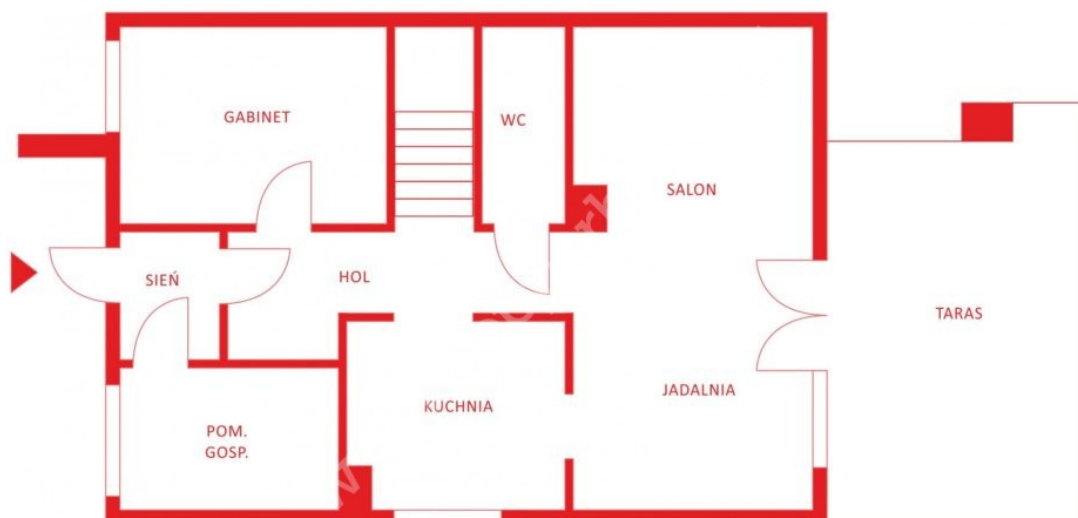 GABINET
WC
SALON
SIEŃ
HOL
TARAS
JADALNIA
KUCHNIA
POM.
GOSP.